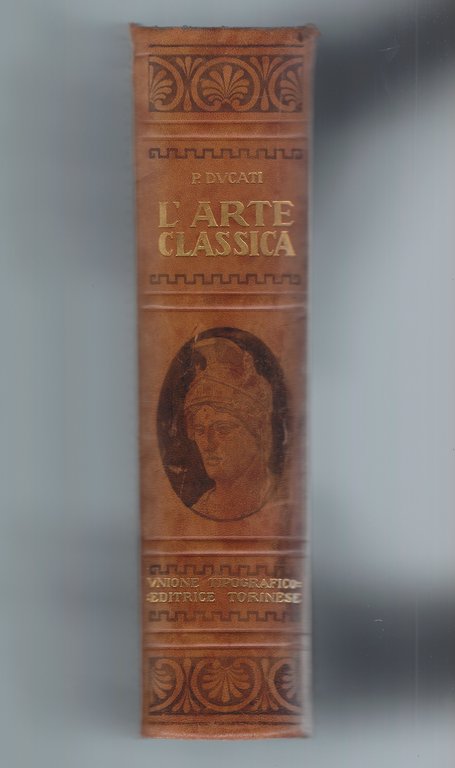 P. DVCATI
L'ARTE
CLASSICA
VNIONE TIPOGRAFICO=
=EDITRICE TORINESE